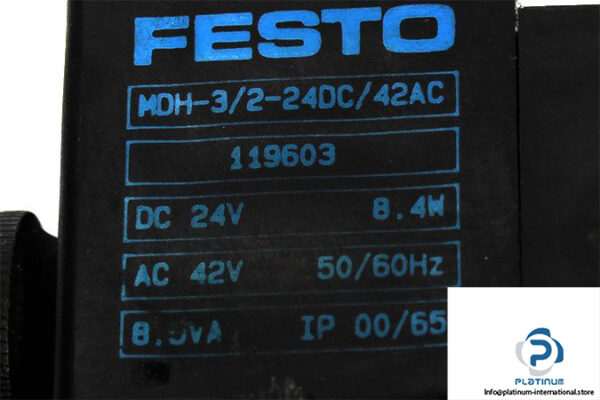 FESTO
MDH-3/2-24DC/42AC
119603
DC 24V 8.4W
AC 42V 50/60Hz
IP 00/65
PLATINUM
Info@platinum-international.store